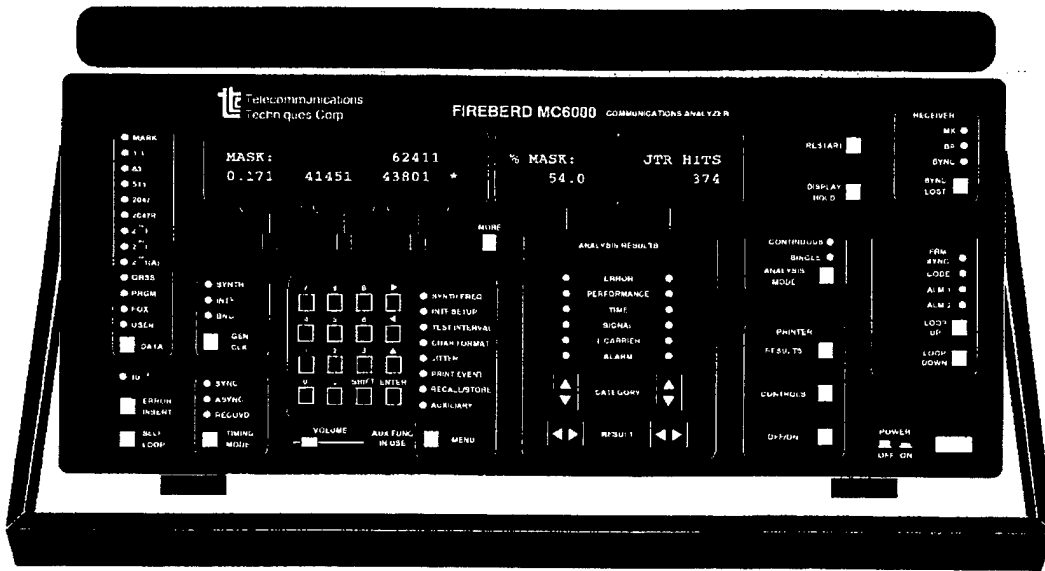 Telecommunications
Techniques Corp
FIREBERD MC6000 COMMUNICATIONS ANALYZER
RECEIVER
MK
SYNC
SYNC
LOST
RESTART
DISPLAY
HOLD
MASK: 62411
0.171 41451 43801 *
% MASK: JTR HITS
54.0 374
MARK
1:1
63
511
2047
2047R
QRSS
PRGM
FOX
USER
DATA
MORE
SYNTH
INTF
BNC
GEN
CLK
SYNTH FREQ
INTF SETUP
TEST INTERVAL
CHAR FORMAT
JITTER
PRINT EVENT
RECALL/STORE
AUXILIARY
SHIFT ENTER
ANALYSIS RESULTS
ERROR
PERFORMANCE
TIME
SIGNAL
T CARRIER
ALARM
CATEGORY
RESULT
CONTINUOUS
SINGLE
ANALYSIS
MODE
PRINTER
RESULTS
CONTROLS
OFF/ON
FRM
SYNC
CODE
ALM 1
ALM 2
LOOP
UP
LOOP
DOWN
ERROR
INSERT
SELF
LOOP
SYNC
ASYNC
RECOVD
TIMING
MODE
VOLUME
AUX FUNC
IN USE
MENU
POWER
OFF ON